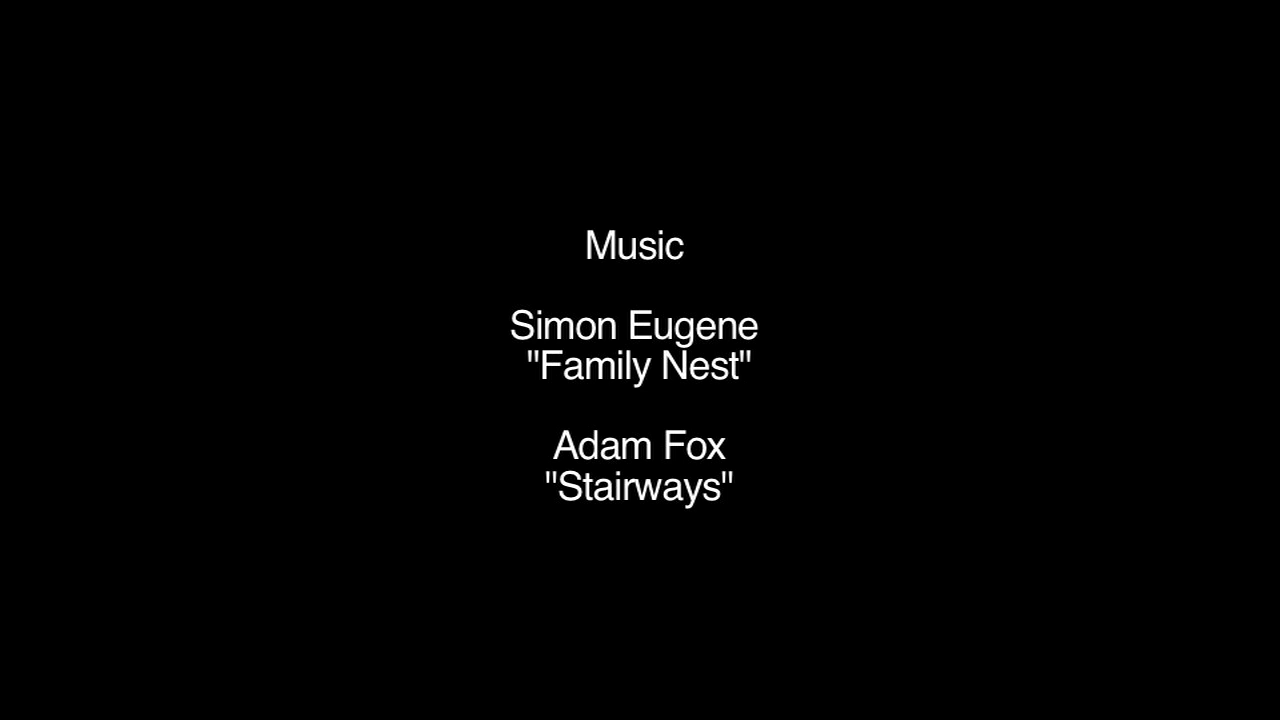 Music
Simon Eugene
"Family Nest"
Adam Fox
"Stairways"